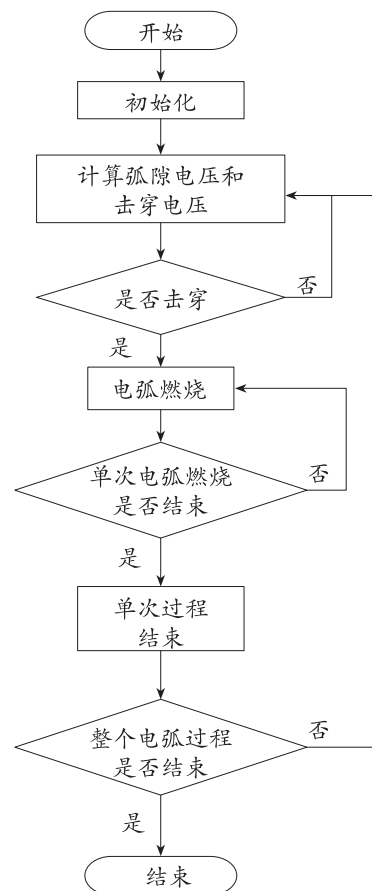 开始
初始化
计算弧隙电压和
击穿电压
是否击穿
否
是
电弧燃烧
单次电弧燃烧
是否结束
否
是
单次过程
结束
整个电弧过程
是否结束
否
是
结束